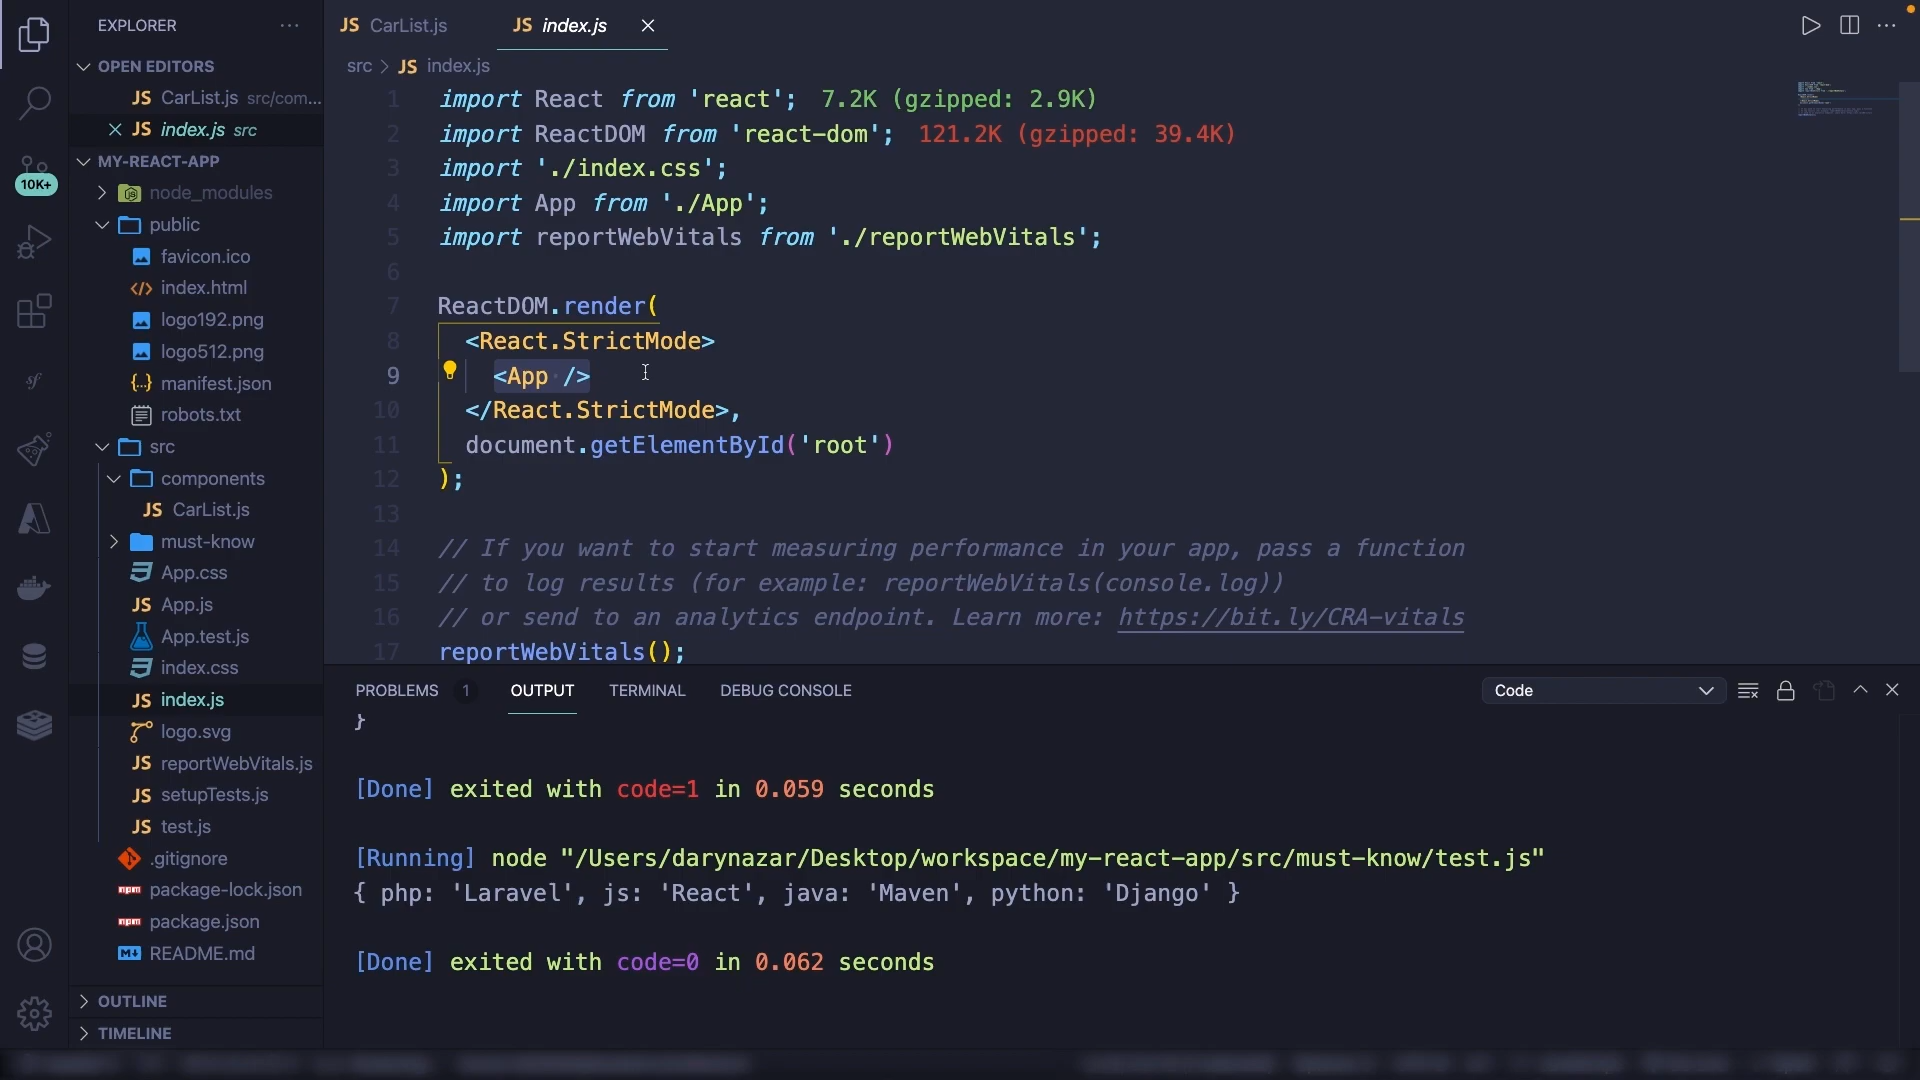 EXPLORER
OPEN EDITORS
JS CarList.js src/com...
JS index.js src
MY-REACT-APP
node_modules
public
favicon.ico
index.html
logo192.png
logo512.png
manifest.json
robots.txt
src
components
JS CarList.js
must-know
App.css
JS App.js
App.test.js
index.css
JS index.js
logo.svg
JS reportWebVitals.js
JS setupTests.js
JS test.js
.gitignore
npm package-lock.json
npm package.json
README.md
OUTLINE
TIMELINE
10K+
JS CarList.js
JS index.js
src > JS index.js
1 import React from 'react'; 7.2K (gzipped: 2.9K)
2 import ReactDOM from 'react-dom'; 121.2K (gzipped: 39.4K)
3 import './index.css';
4 import App from './App';
5 import reportWebVitals from './reportWebVitals';
6
7 ReactDOM.render(
8 <React.StrictMode>
9 <App />
10 </React.StrictMode>,
11 document.getElementById('root')
12 );
13
14 // If you want to start measuring performance in your app, pass a function
15 // to log results (for example: reportWebVitals(console.log))
16 // or send to an analytics endpoint. Learn more: https://bit.ly/CRA-vitals
17 reportWebVitals();
PROBLEMS 1 OUTPUT TERMINAL DEBUG CONSOLE
Code
}
[Done] exited with code=1 in 0.059 seconds
[Running] node "/Users/darynazar/Desktop/workspace/my-react-app/src/must-know/test.js"
{ php: 'Laravel', js: 'React', java: 'Maven', python: 'Django' }
[Done] exited with code=0 in 0.062 seconds